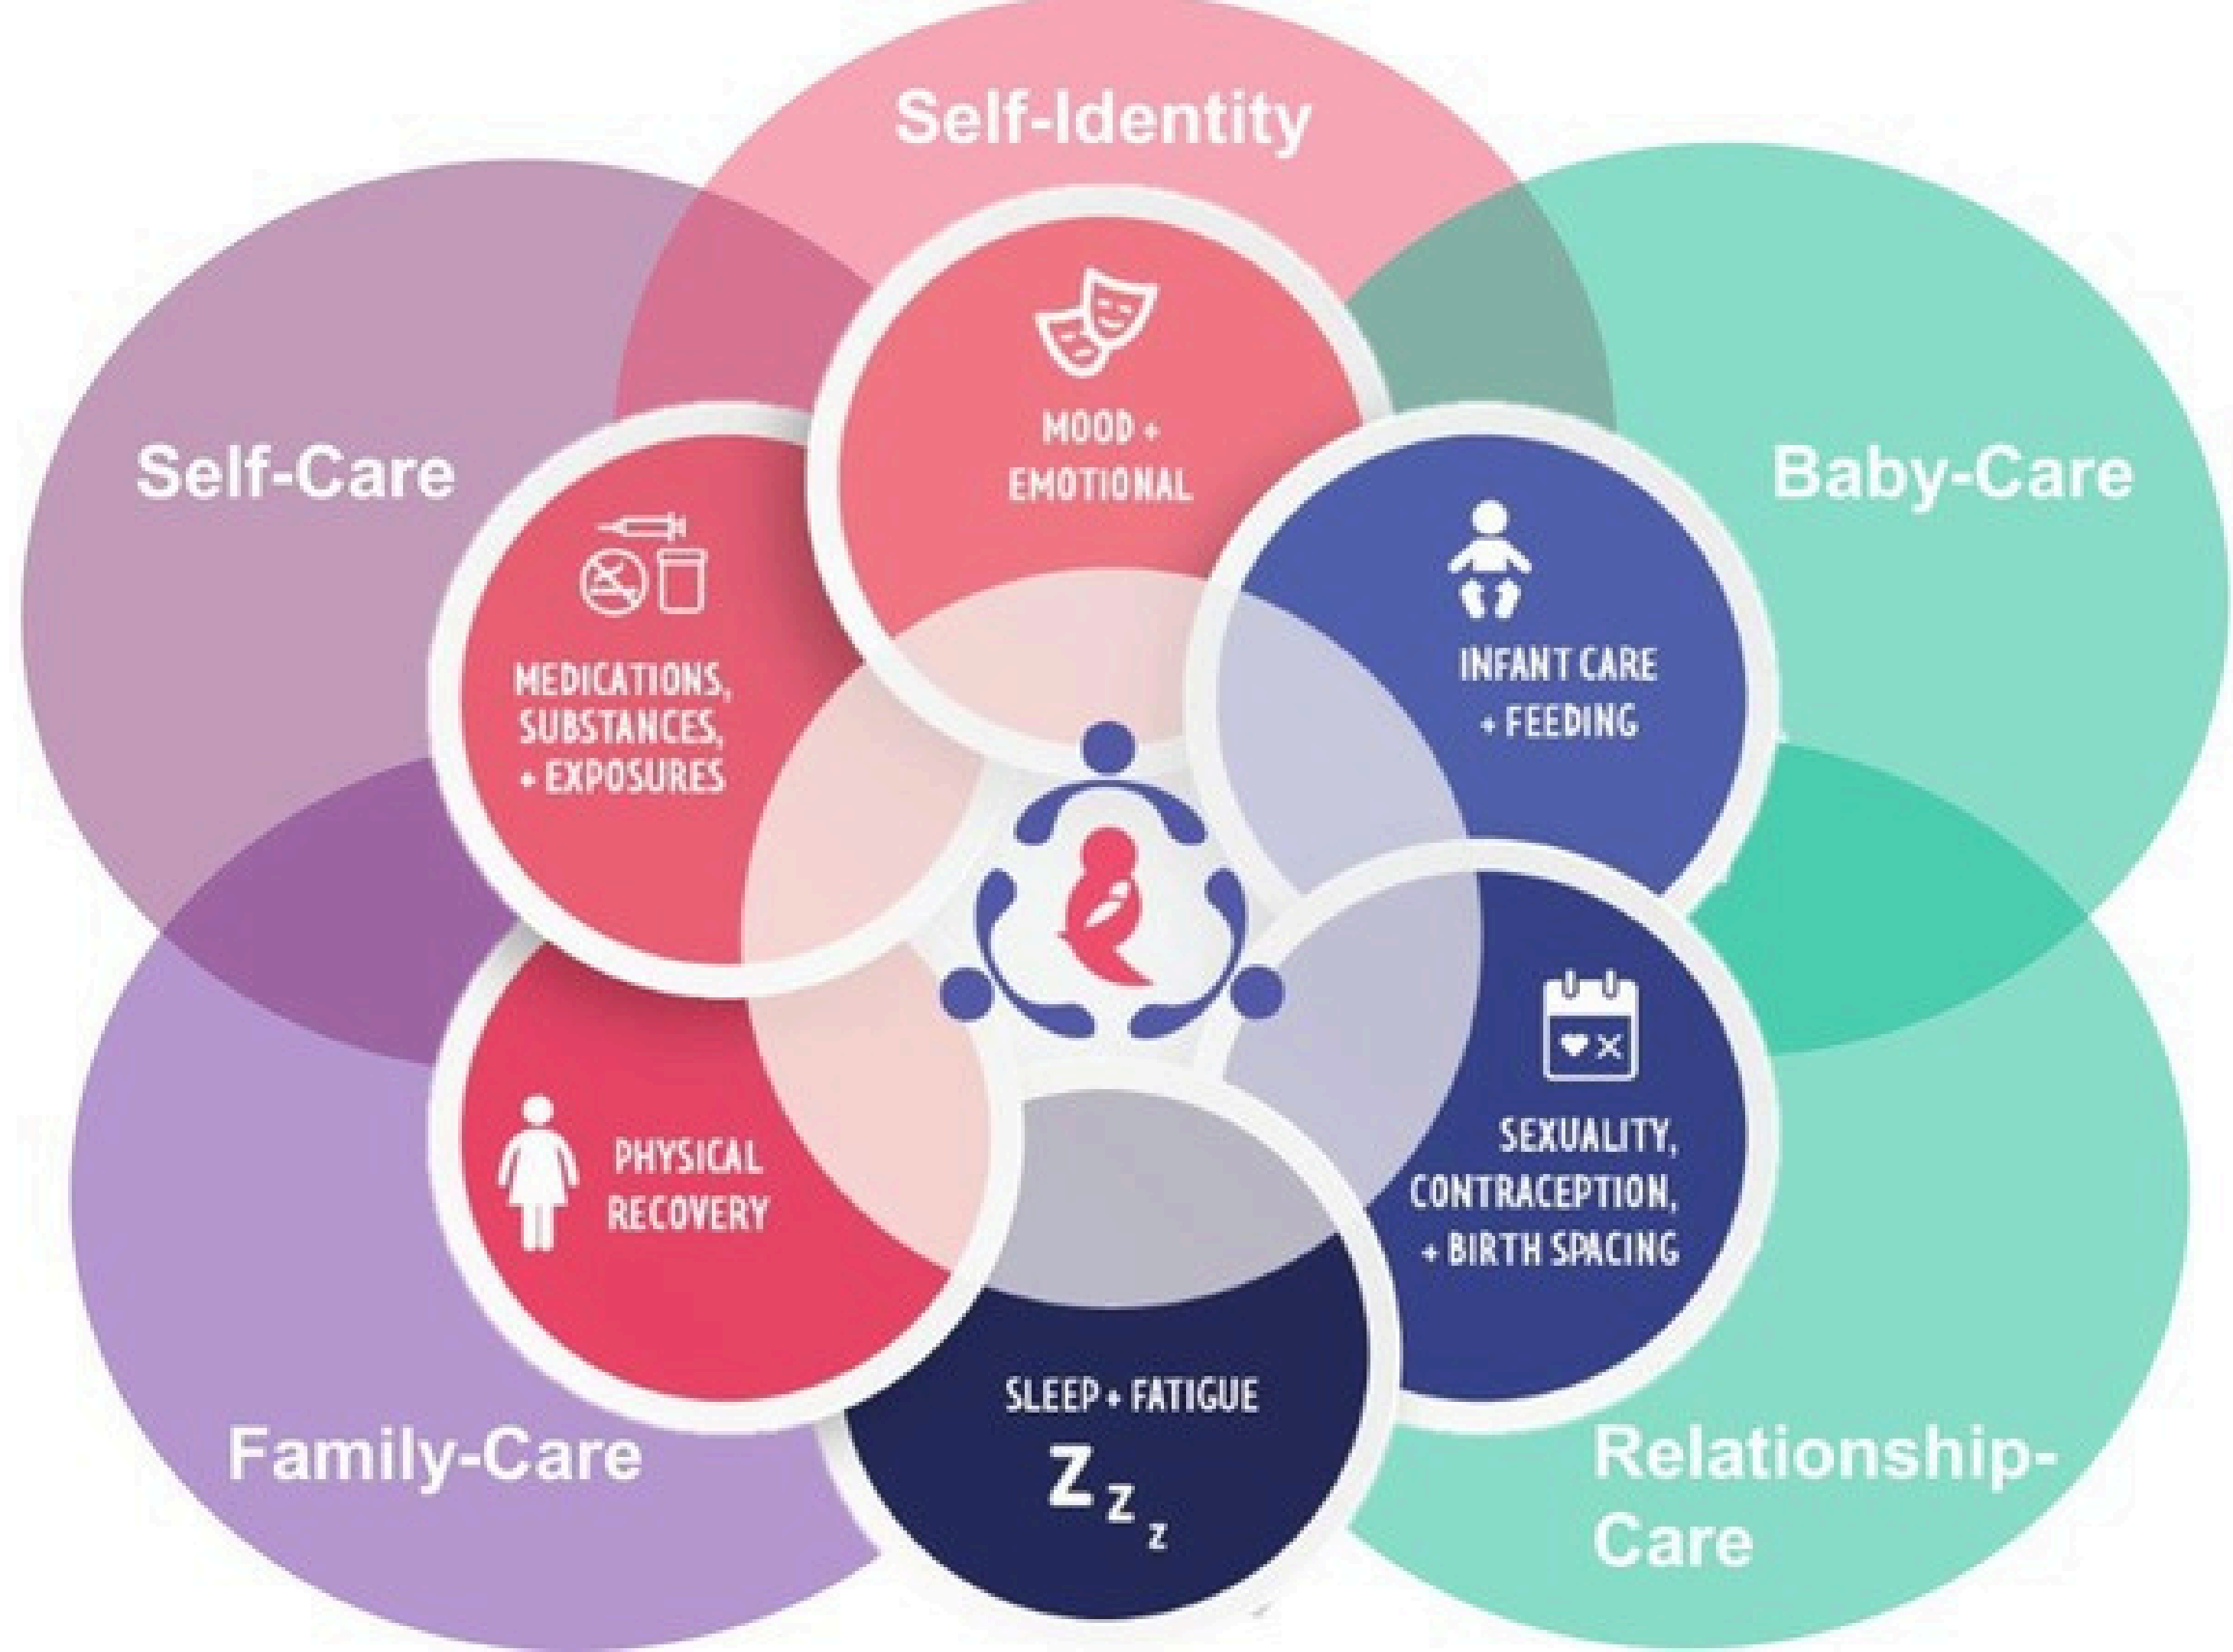 Self-Identity
Self-Care
Baby-Care
MOOD +
EMOTIONAL
MEDICATIONS,
SUBSTANCES,
+ EXPOSURES
INFANT CARE
+ FEEDING
PHYSICAL
RECOVERY
SEXUALITY,
CONTRACEPTION,
+ BIRTH SPACING
SLEEP + FATIGUE
Z z z
Family-Care
Relationship-
Care